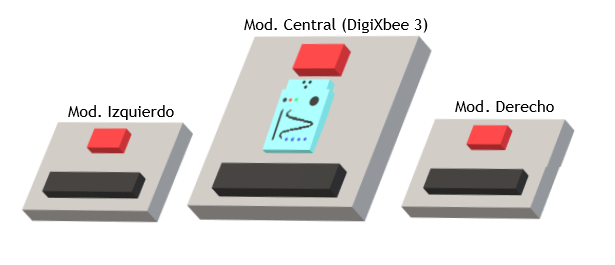 Mod. Central (DigiXbee 3)
Mod. Izquierdo
Mod. Derecho